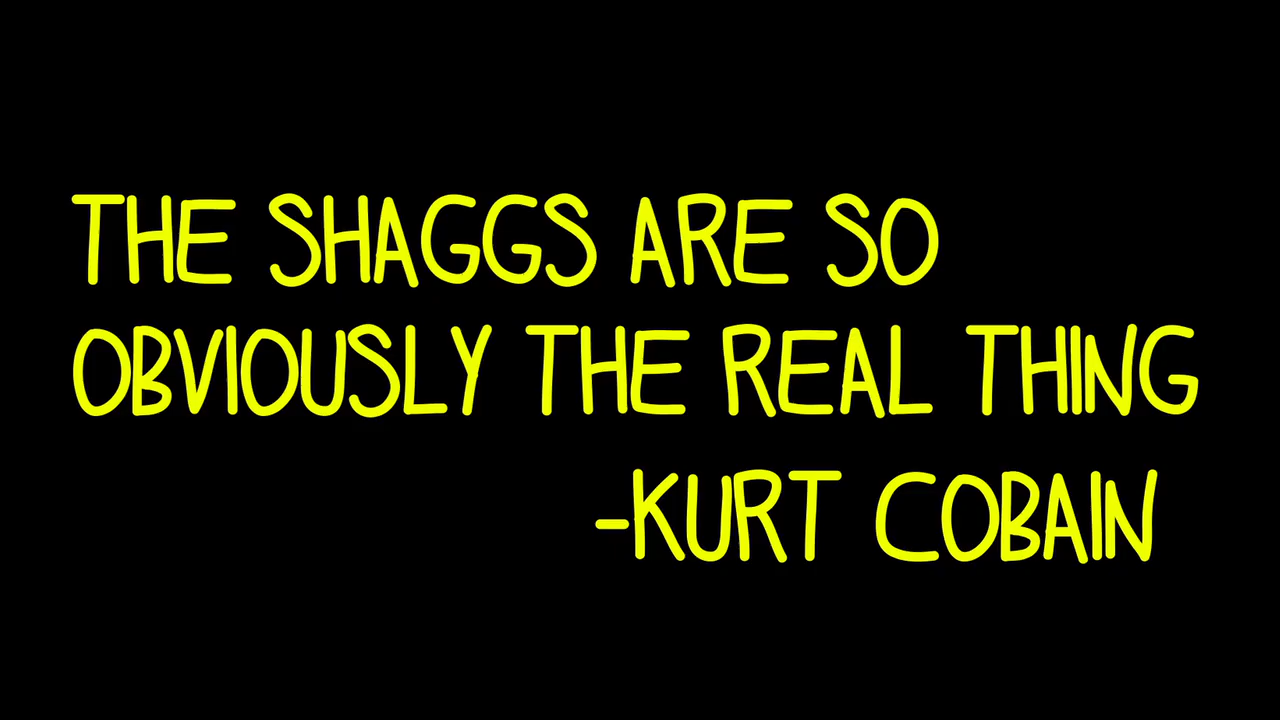 THE SHAGGS ARE SO
OBVIOUSLY THE REAL THING
-KURT COBAIN